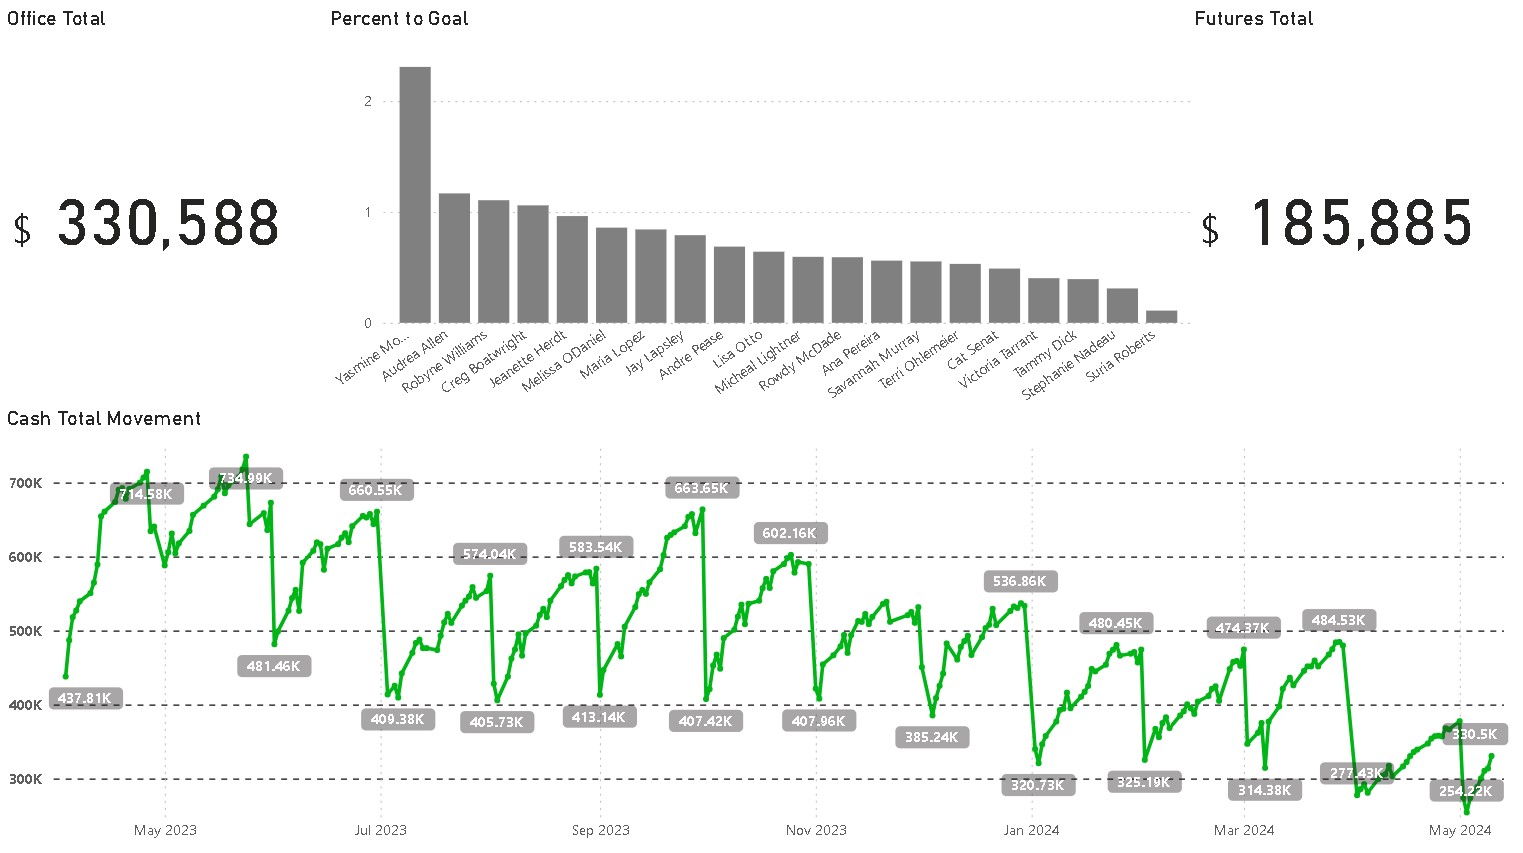 Office Total
Percent to Goal
Futures Total
$ 330,588
2
1
0
$ 185,885
Yasmine Mo...
Audrea Allen
Robyne Williams
Creg Boatwright
Jeanette Herdt
Melissa ODaniel
Maria Lopez
Jay Lapsley
Andre Pease
Lisa Otto
Micheal Lightner
Rowdy McDade
Ana Pereira
Savannah Murray
Terri Ohlemeier
Cat Senat
Victoria Tarrant
Tammy Dick
Stephanie Nadeau
Suria Roberts
Cash Total Movement
700K
600K
500K
400K
300K
437.81K
714.58K
734.99K
481.46K
660.55K
409.38K
574.04K
405.73K
583.54K
413.14K
663.65K
407.42K
602.16K
407.96K
385.24K
536.86K
320.73K
480.45K
325.19K
474.37K
314.38K
484.53K
277.43K
330.5K
254.22K
May 2023
Jul 2023
Sep 2023
Nov 2023
Jan 2024
Mar 2024
May 2024